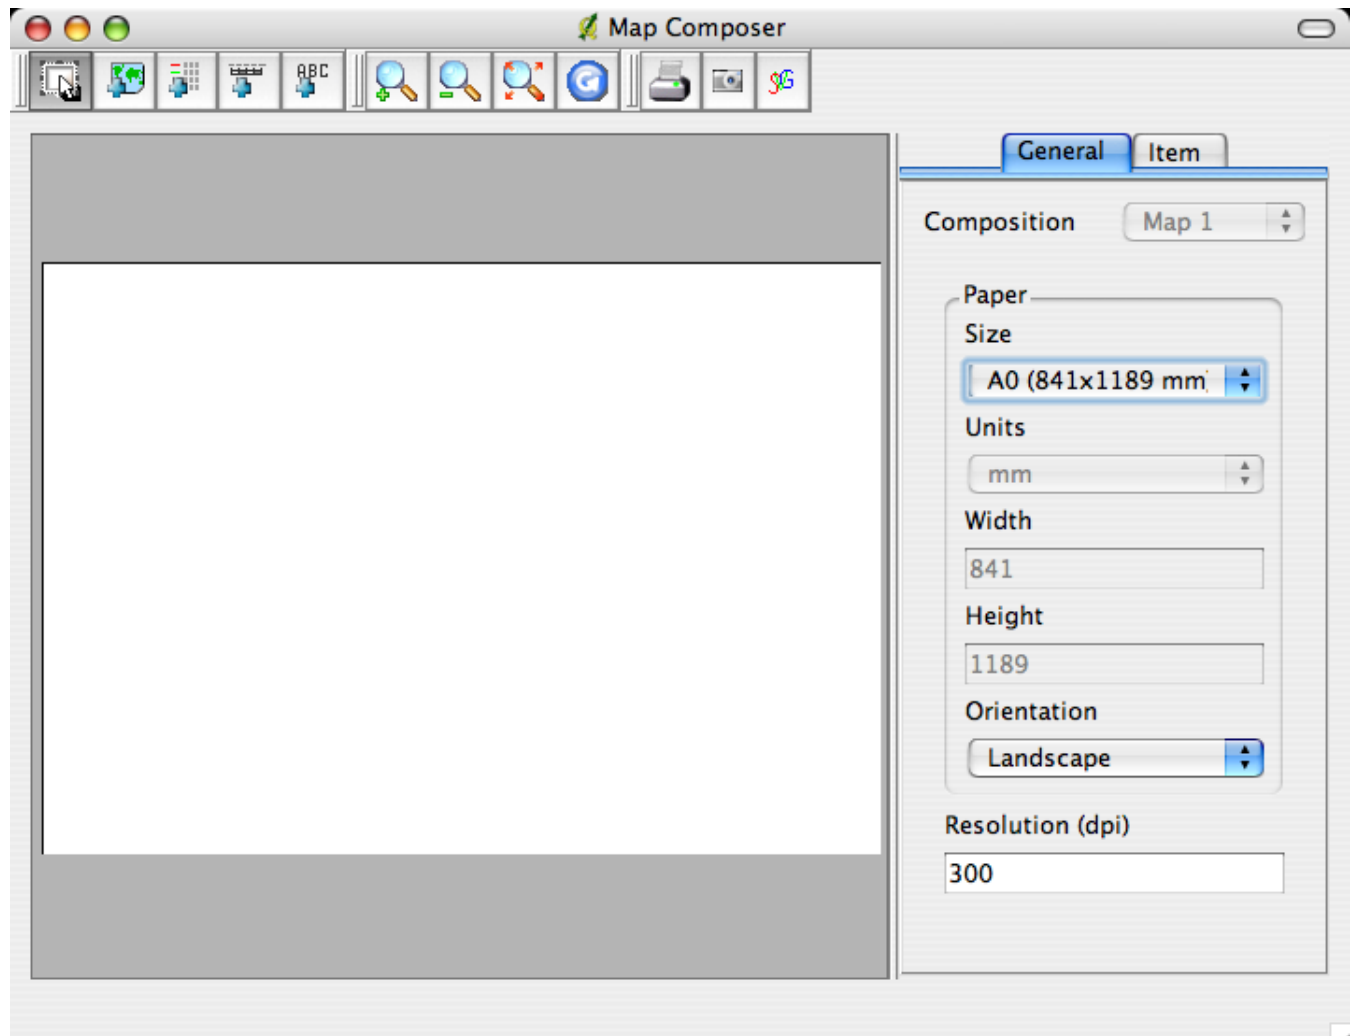 Map Composer
ABC
General Item
Composition Map 1
Paper
Size
A0 (841x1189 mm)
Units
mm
Width
841
Height
1189
Orientation
Landscape
Resolution (dpi)
300